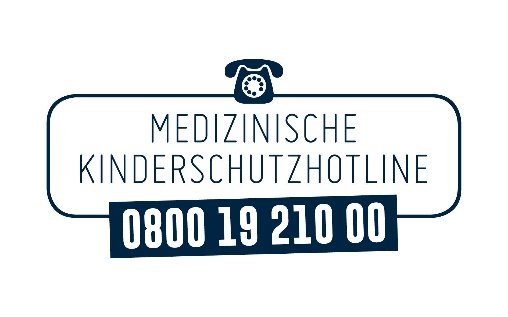 MEDIZINISCHE
KINDERSCHUTZHOTLINE
0800 19 210 00